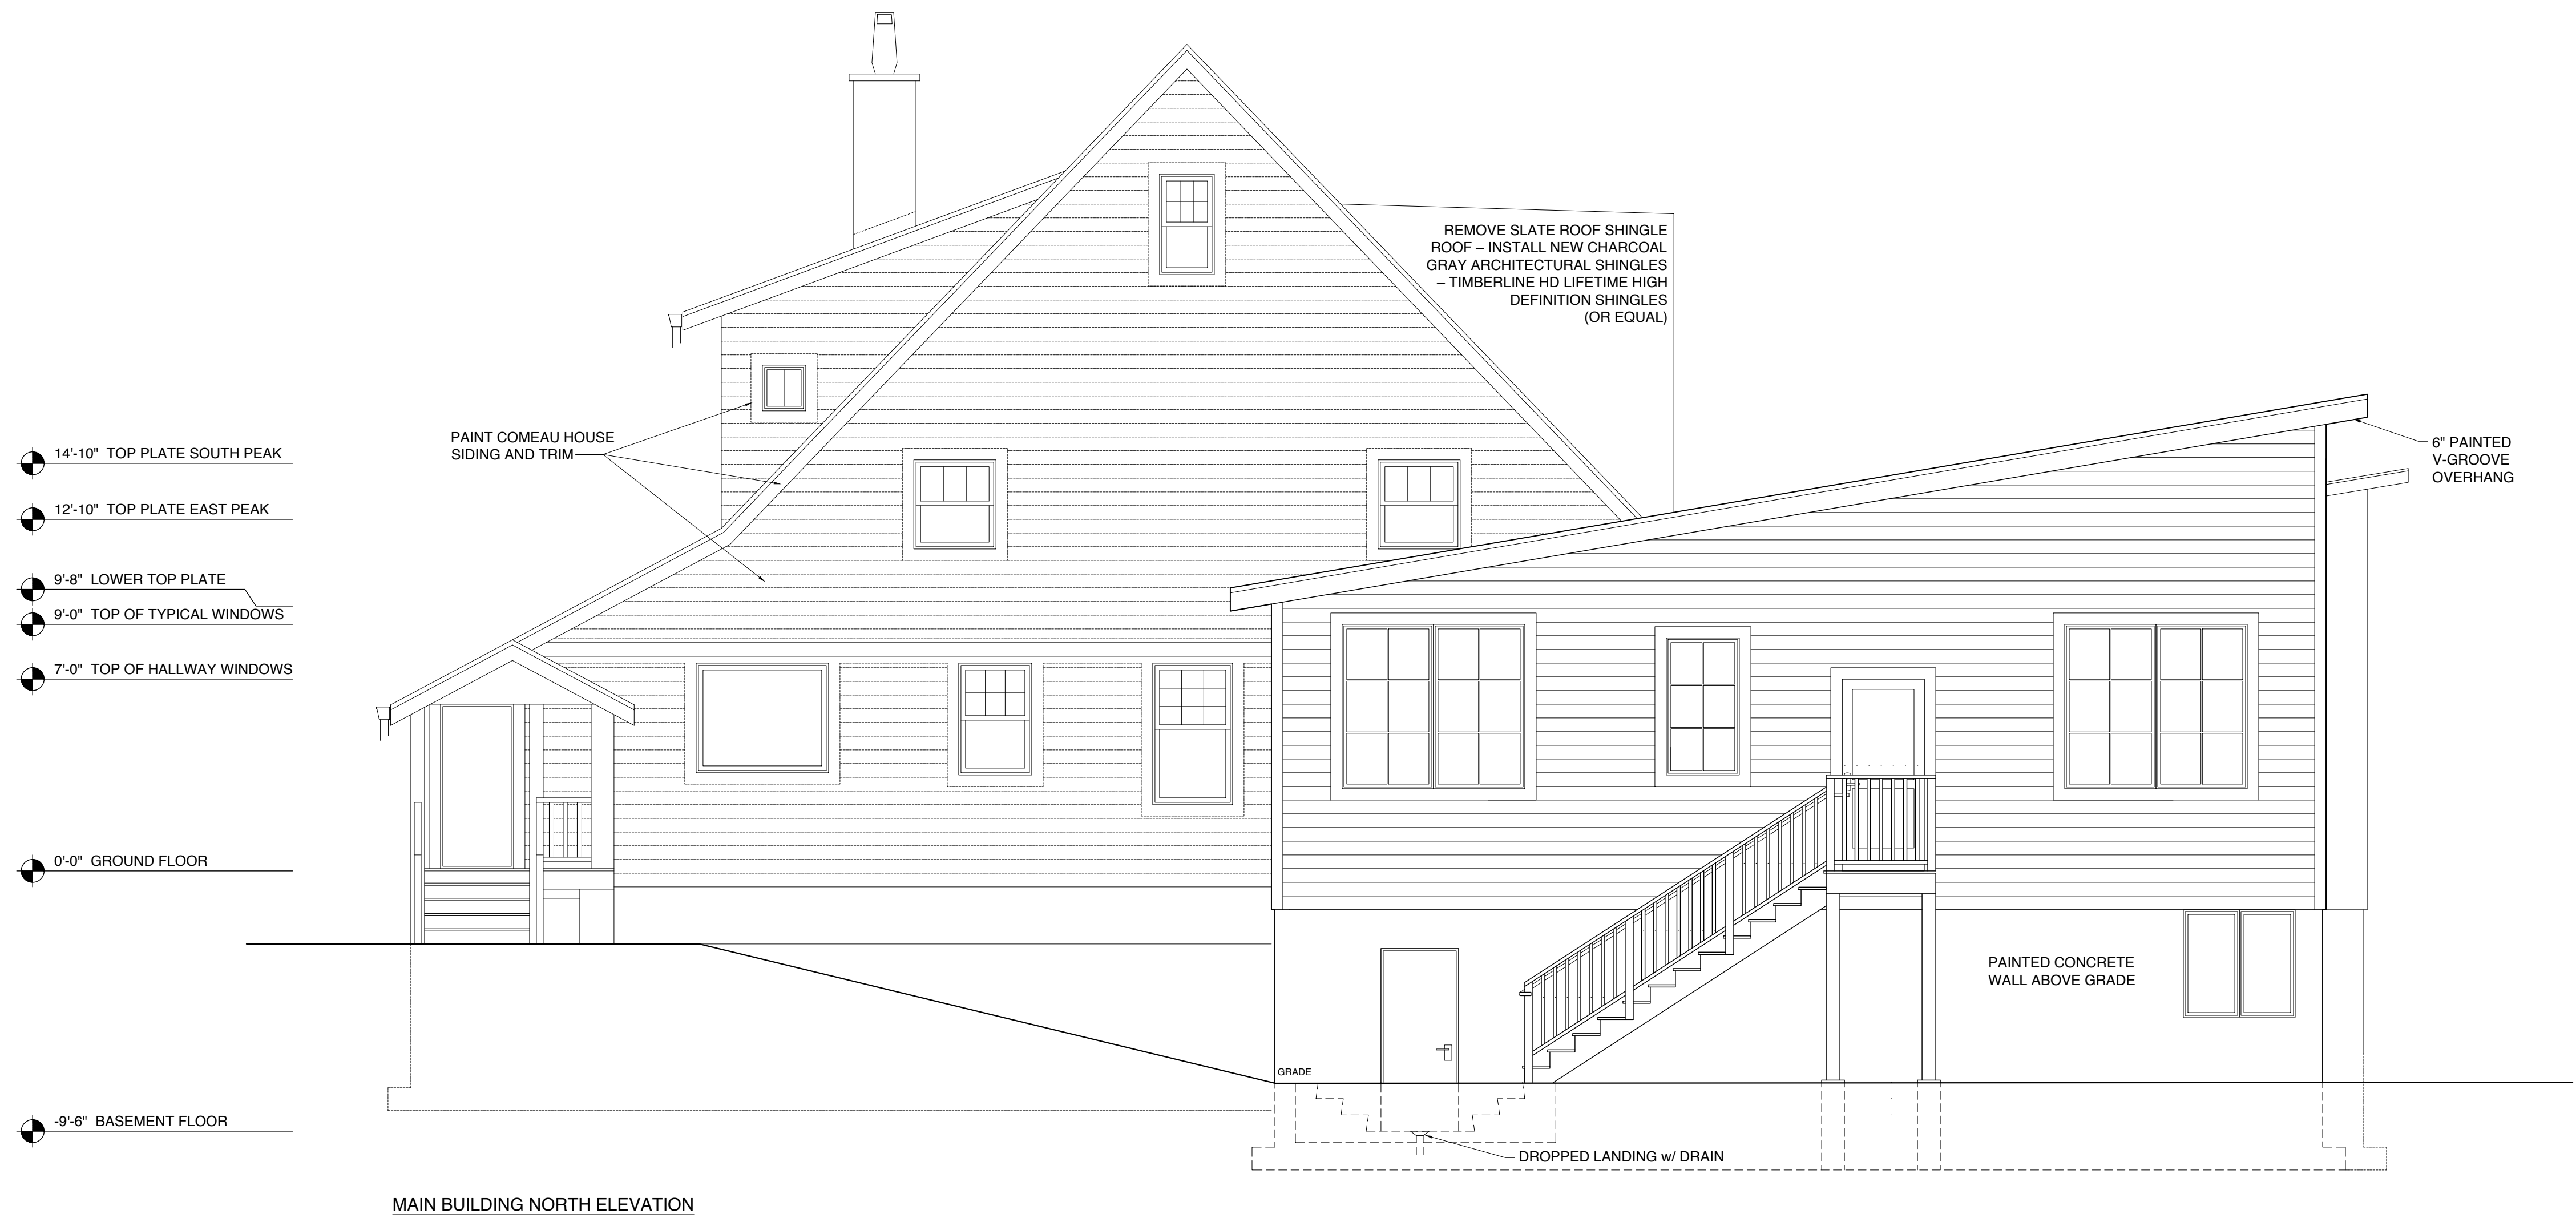 REMOVE SLATE ROOF SHINGLE
ROOF – INSTALL NEW CHARCOAL
GRAY ARCHITECTURAL SHINGLES
– TIMBERLINE HD LIFETIME HIGH
DEFINITION SHINGLES
(OR EQUAL)
PAINT COMEAU HOUSE
SIDING AND TRIM
6" PAINTED
V-GROOVE
OVERHANG
14'-10" TOP PLATE SOUTH PEAK
12'-10" TOP PLATE EAST PEAK
9'-8" LOWER TOP PLATE
9'-0" TOP OF TYPICAL WINDOWS
7'-0" TOP OF HALLWAY WINDOWS
0'-0" GROUND FLOOR
PAINTED CONCRETE
WALL ABOVE GRADE
GRADE
-9'-6" BASEMENT FLOOR
DROPPED LANDING w/ DRAIN
MAIN BUILDING NORTH ELEVATION